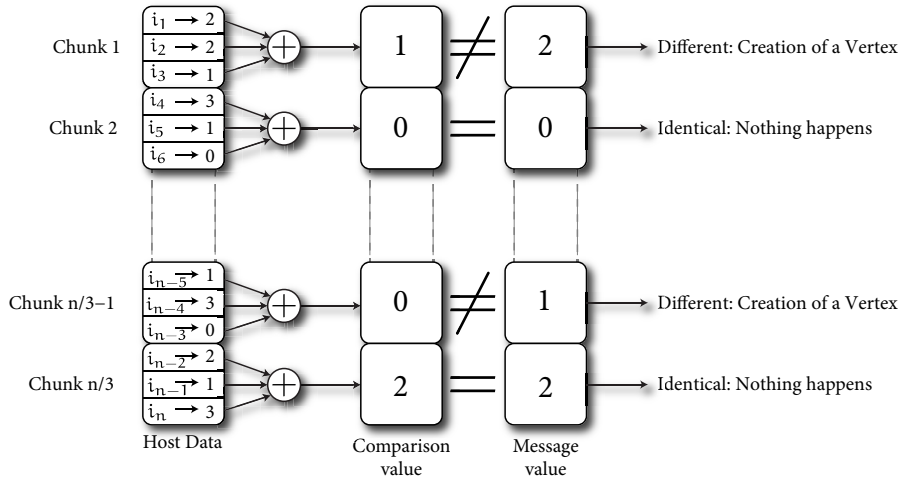 Chunk 1
i₁ → 2
i₂ → 2
i₃ → 1
+
1
≠
2
Different: Creation of a Vertex
Chunk 2
i₄ → 3
i₅ → 1
i₆ → 0
+
0
=
0
Identical: Nothing happens
Chunk n/3–1
iₙ₋₅ → 1
iₙ₋₄ → 3
iₙ₋₃ → 0
+
0
≠
1
Different: Creation of a Vertex
Chunk n/3
iₙ₋₂ → 2
iₙ₋₁ → 1
iₙ → 3
+
2
=
2
Identical: Nothing happens
Host Data
Comparison
value
Message
value